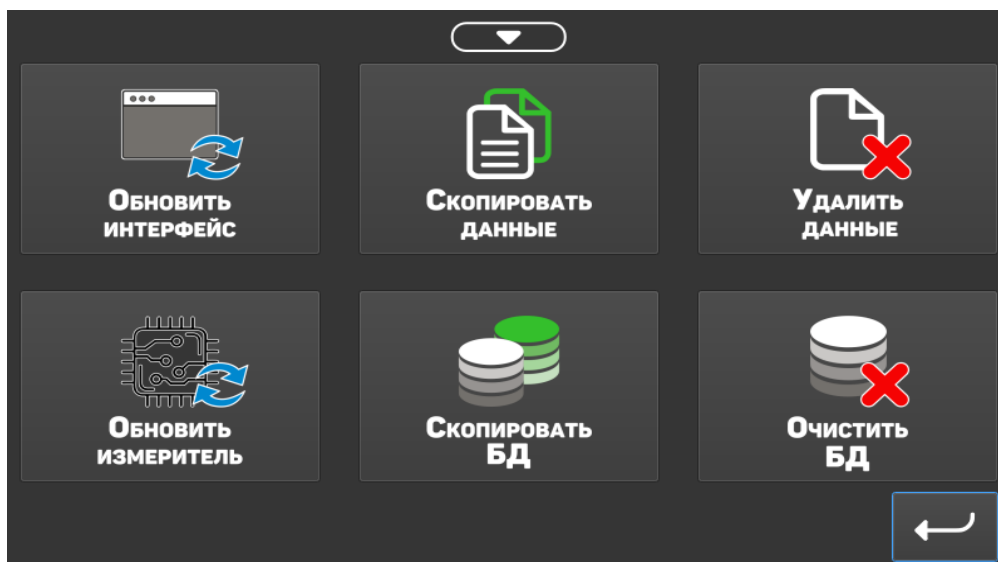 Обновить
интерфейс
Скопировать
данные
Удалить
данные
Обновить
измеритель
Скопировать
БД
Очистить
БД